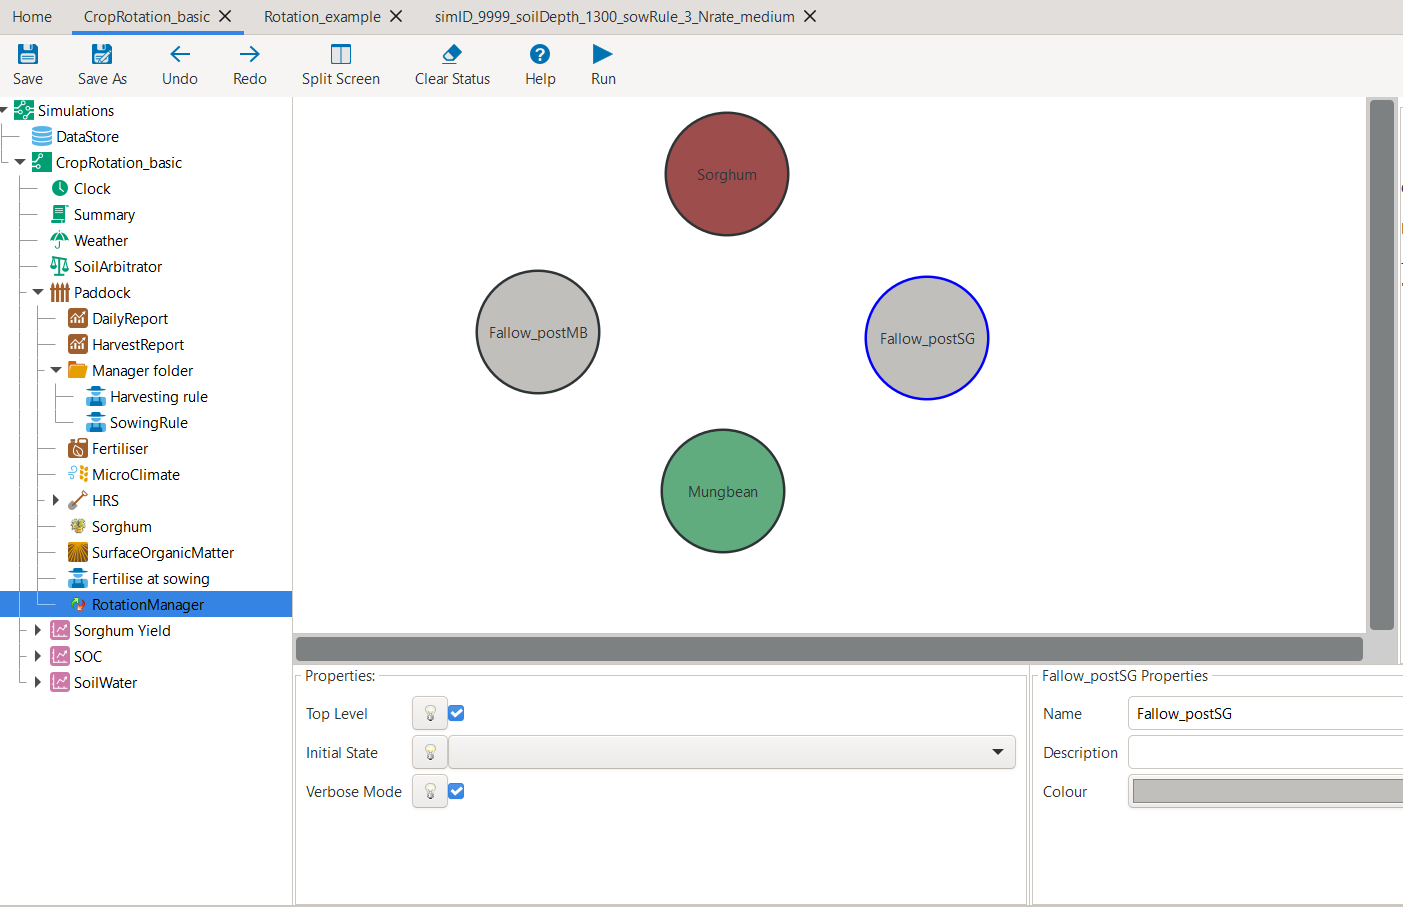 Home
CropRotation_basic
Rotation_example
simID_9999_soilDepth_1300_sowRule_3_Nrate_medium
Save
Save As
Undo
Redo
Split Screen
Clear Status
Help
Run
Simulations
DataStore
CropRotation_basic
Clock
Summary
Weather
SoilArbitrator
Paddock
DailyReport
HarvestReport
Manager folder
Harvesting rule
SowingRule
Fertiliser
MicroClimate
HRS
Sorghum
SurfaceOrganicMatter
Fertilise at sowing
RotationManager
Sorghum Yield
SOC
SoilWater
Sorghum
Fallow_postMB
Fallow_postSG
Mungbean
Properties:
Top Level
Initial State
Verbose Mode
Fallow_postSG Properties
Name
Fallow_postSG
Description
Colour